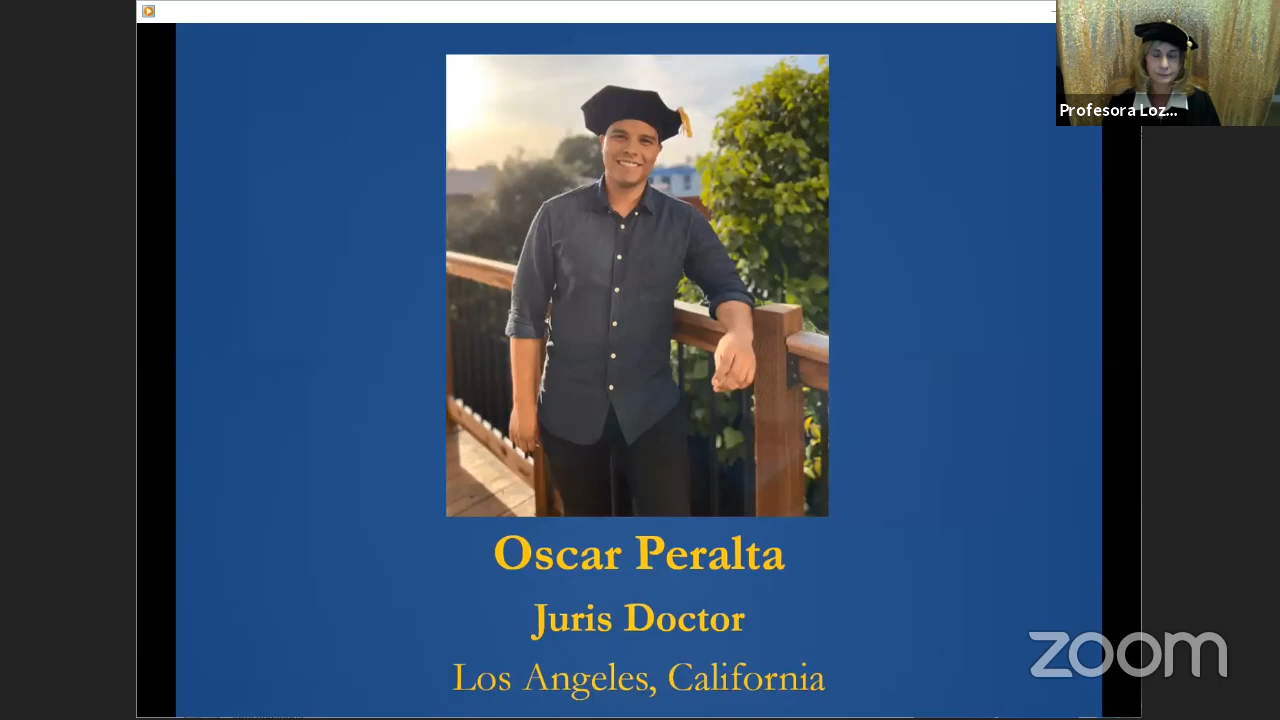 Profesora Loz...
Oscar Peralta
Juris Doctor
Los Angeles, California
zoom